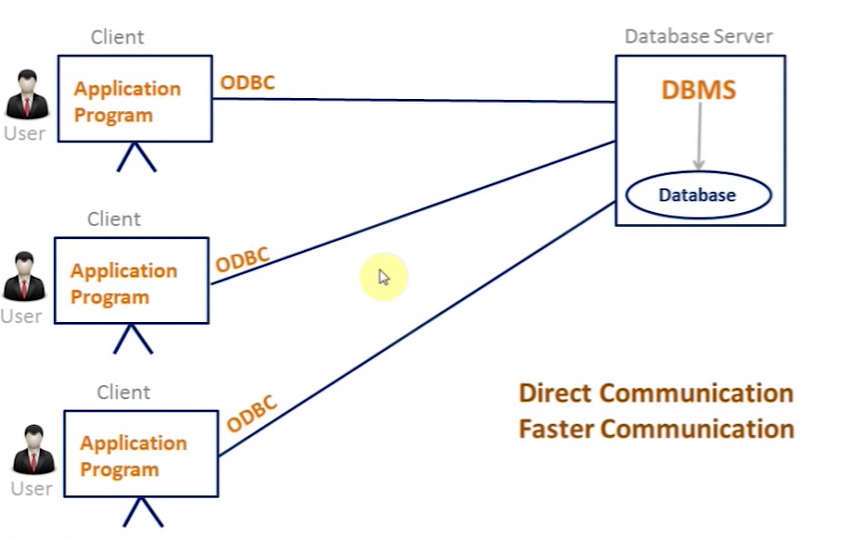 Client
Database Server
ODBC
DBMS
Application
Program
User
Database
Client
ODBC
Application
Program
User
Client
Direct Communication
ODBC
Faster Communication
Application
Program
User